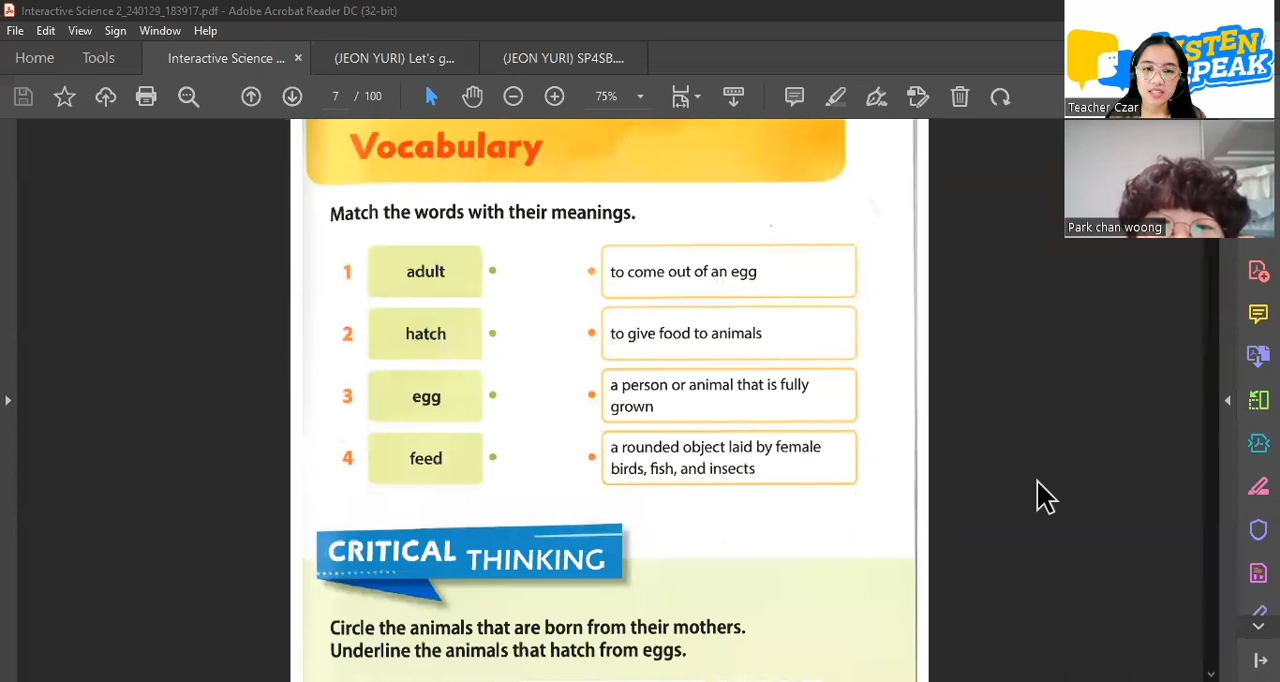 Interactive Science 2_240129_183917.pdf - Adobe Acrobat Reader DC (32-bit)
File Edit View Sign Window Help
Home Tools Interactive Science ... × (JEON YURI) Let's g... (JEON YURI) SP4SB....
7 / 100 75%
Teacher Czar
Park chan woong
Vocabulary
Match the words with their meanings.
1 adult to come out of an egg
2 hatch to give food to animals
3 egg a person or animal that is fully
grown
4 feed a rounded object laid by female
birds, fish, and insects
CRITICAL THINKING
Circle the animals that are born from their mothers.
Underline the animals that hatch from eggs.